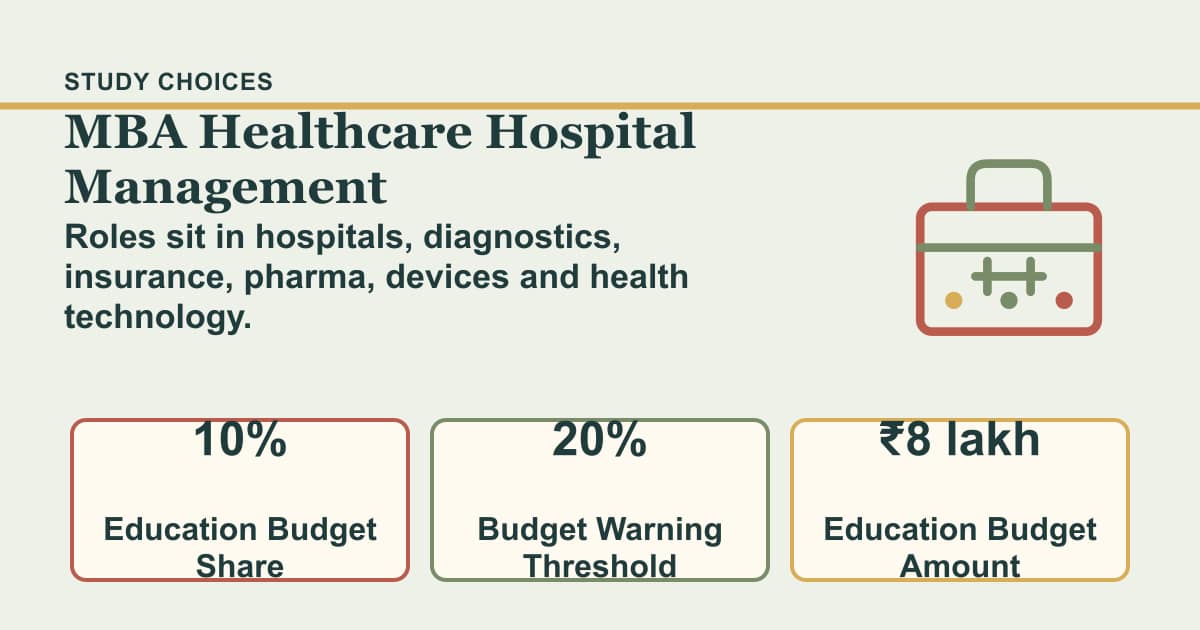 STUDY CHOICES
MBA Healthcare Hospital
Management
Roles sit in hospitals, diagnostics,
insurance, pharma, devices and health
technology.
10%
Education Budget
Share
20%
Budget Warning
Threshold
₹8 lakh
Education Budget
Amount